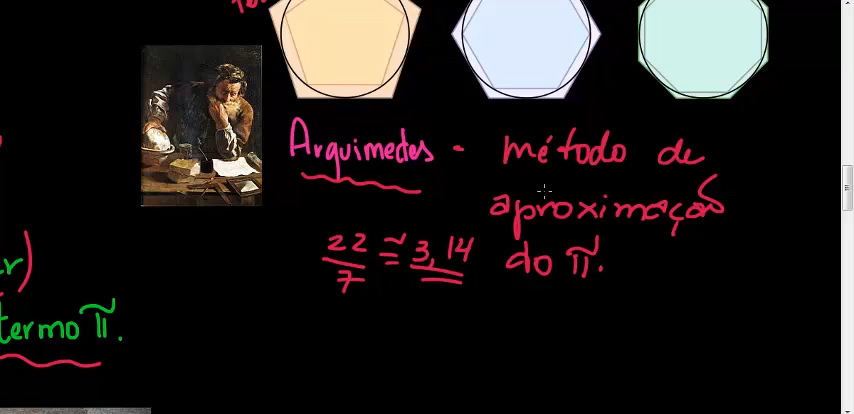 Arquimedes - método de
aproximação
22/7 ≅ 3,14 do π.
r)
termo π.